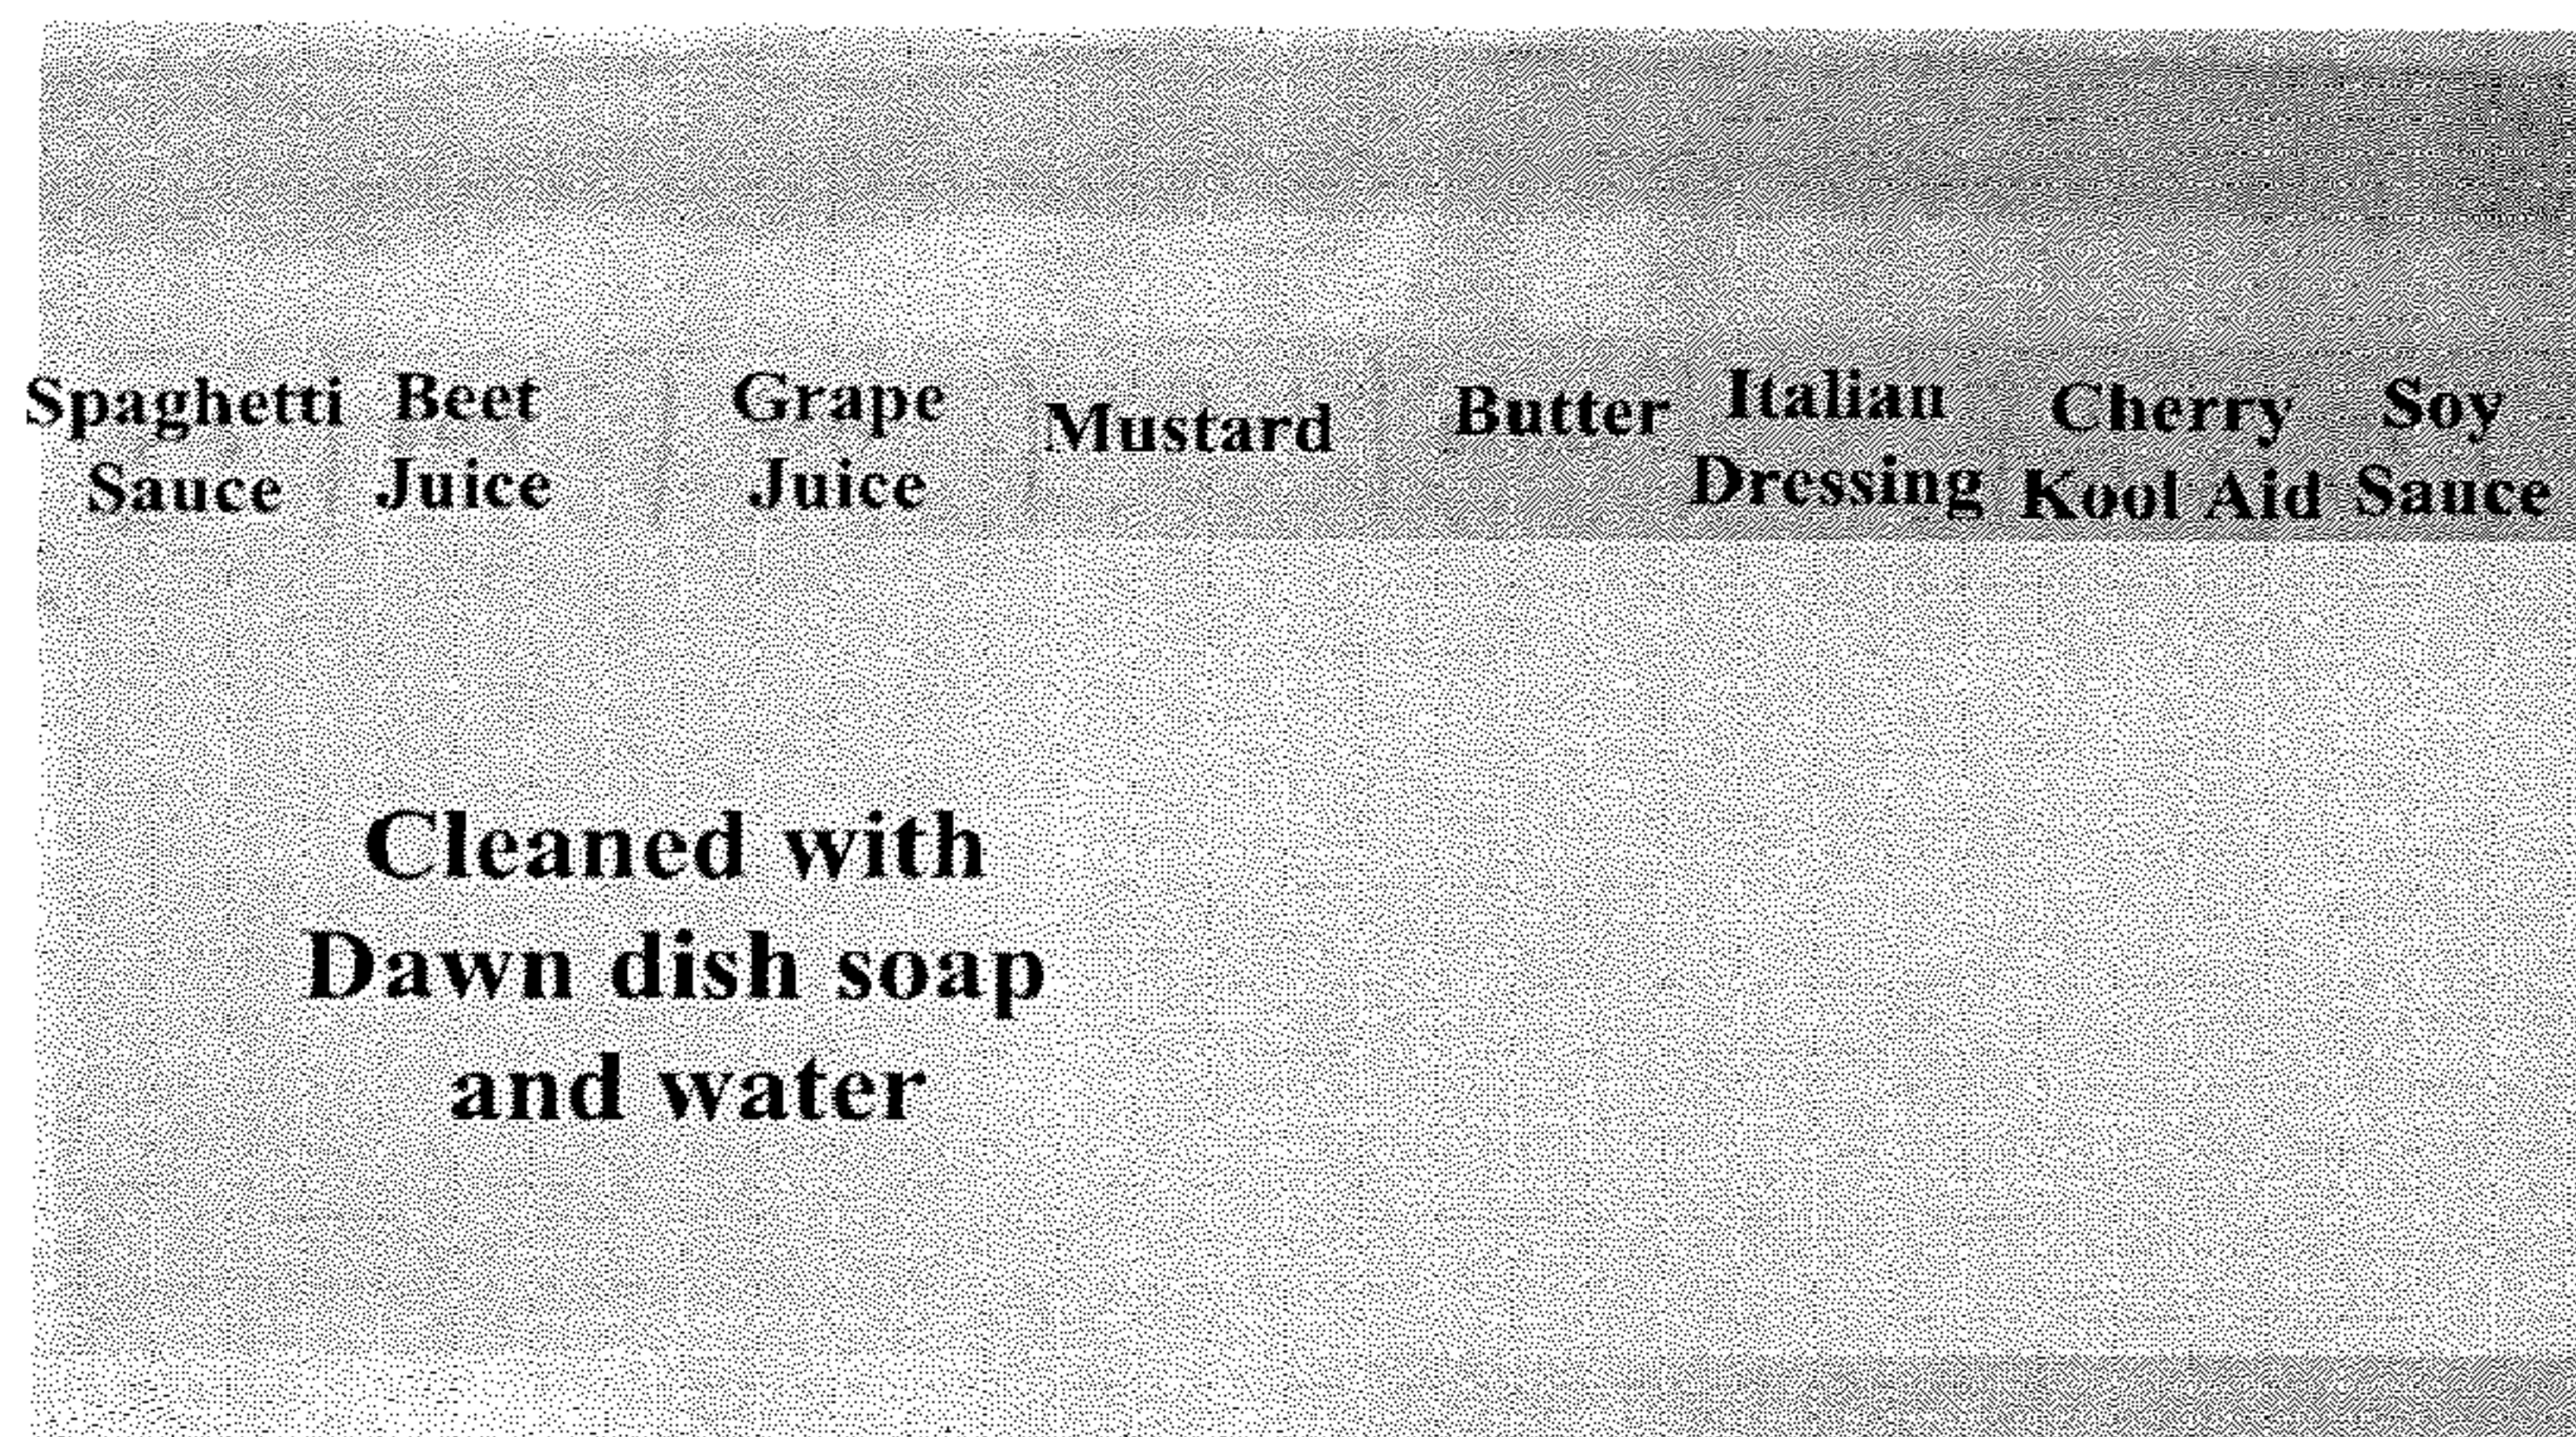 Spaghetti
Sauce
Beet
Juice
Grape
Juice
Mustard
Butter
Italian
Dressing
Cherry
Kool Aid
Soy
Sauce
Cleaned with
Dawn dish soap
and water